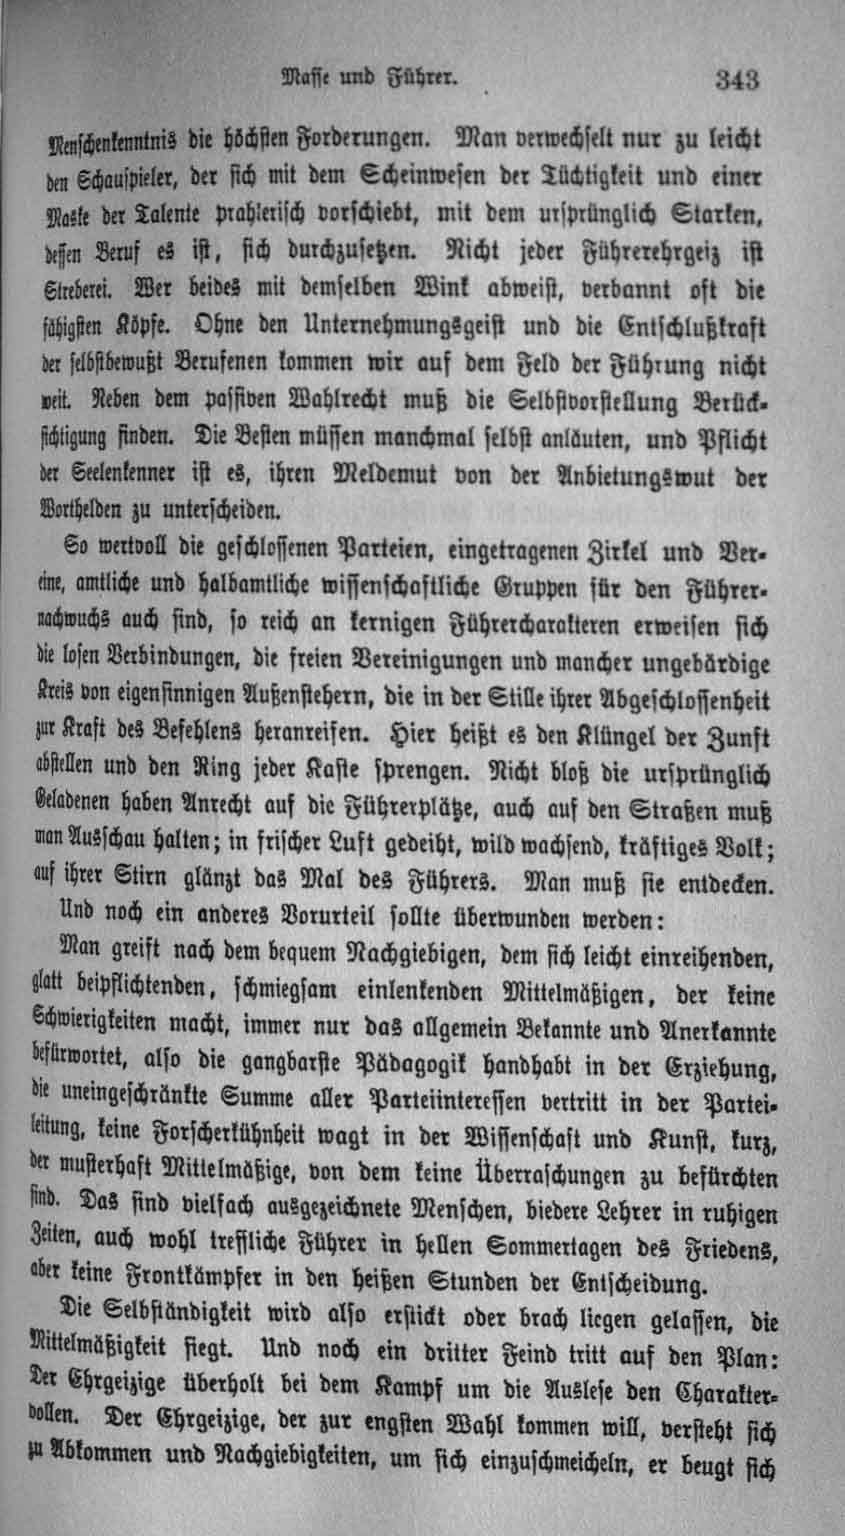 Masse und Führer. 343
Menschenkenntnis die höchsten Forderungen. Man verwechselt nur zu leicht
den Schauspieler, der sich mit dem Scheinwesen der Tüchtigkeit und einer
Maske der Talente prahlerisch vorschiebt, mit dem ursprünglich Starken,
dessen Beruf es ist, sich durchzusetzen. Nicht jeder Führerehrgeiz ist
Streberei. Wer beides mit demselben Wink abweist, verbannt oft die
fähigsten Köpfe. Ohne den Unternehmungsgeist und die Entschlußkraft
der selbstbewußt Berufenen kommen wir auf dem Feld der Führung nicht
weit. Neben dem passiven Wahlrecht muß die Selbstvorstellung Berück-
sichtigung finden. Die Besten müssen manchmal selbst anläuten, und Pflicht
der Seelenkenner ist es, ihren Meldemut von der Anbietungswut der
Worthelden zu unterscheiden.
So wertvoll die geschlossenen Parteien, eingetragenen Zirkel und Ver-
eine, amtliche und halbamtliche wissenschaftliche Gruppen für den Führer-
nachwuchs auch sind, so reich an kernigen Führercharakteren erweisen sich
die losen Verbindungen, die freien Vereinigungen und mancher ungebärdige
Kreis von eigensinnigen Außenstehern, die in der Stille ihrer Abgeschlossenheit
zur Kraft des Befehlens heranreifen. Hier heißt es den Klüngel der Zunft
abstellen und den Ring jeder Kaste sprengen. Nicht bloß die ursprünglich
Geladenen haben Anrecht auf die Führerplätze, auch auf den Straßen muß
man Ausschau halten; in frischer Luft gedeiht, wild wachsend, kräftiges Volk;
auf ihrer Stirn glänzt das Mal des Führers. Man muß sie entdecken.
Und noch ein anderes Vorurteil sollte überwunden werden:
Man greift nach dem bequem Nachgiebigen, dem sich leicht einreihenden,
glatt beipflichtenden, schmiegsam einlenkenden Mittelmäßigen, der keine
Schwierigkeiten macht, immer nur das allgemein Bekannte und Anerkannte
befürwortet, also die gangbarste Pädagogik handhabt in der Erziehung,
die uneingeschränkte Summe aller Parteiinteressen vertritt in der Partei-
leitung, keine Forscherkühnheit wagt in der Wissenschaft und Kunst, kurz,
der musterhaft Mittelmäßige, von dem keine Überraschungen zu befürchten
sind. Das sind vielfach ausgezeichnete Menschen, biedere Lehrer in ruhigen
Zeiten, auch wohl treffliche Führer in hellen Sommertagen des Friedens,
aber keine Frontkämpfer in den heißen Stunden der Entscheidung.
Die Selbständigkeit wird also erstickt oder brach liegen gelassen, die
Mittelmäßigkeit siegt. Und noch ein dritter Feind tritt auf den Plan:
Der Ehrgeizige überholt bei dem Kampf um die Auslese den Charakter-
vollen. Der Ehrgeizige, der zur engsten Wahl kommen will, versteht sich
zu Abkommen und Nachgiebigkeiten, um sich einzuschmeicheln, er beugt sich